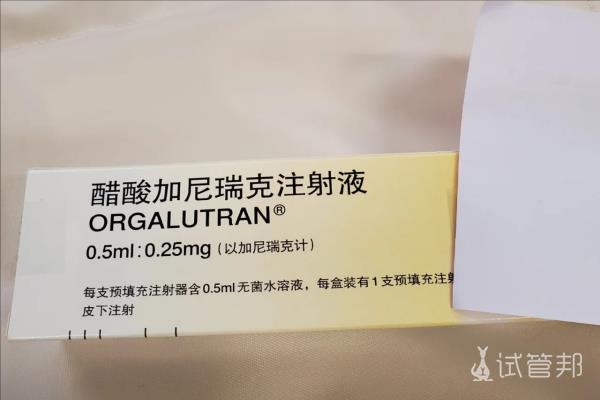 醋酸加尼瑞克注射液
ORGALUTRAN®
0.5ml:0.25mg（以加尼瑞克计）
每支预填充注射器含0.5ml无菌水溶液，每盒装有1支预填充注射
皮下注射
试管邦